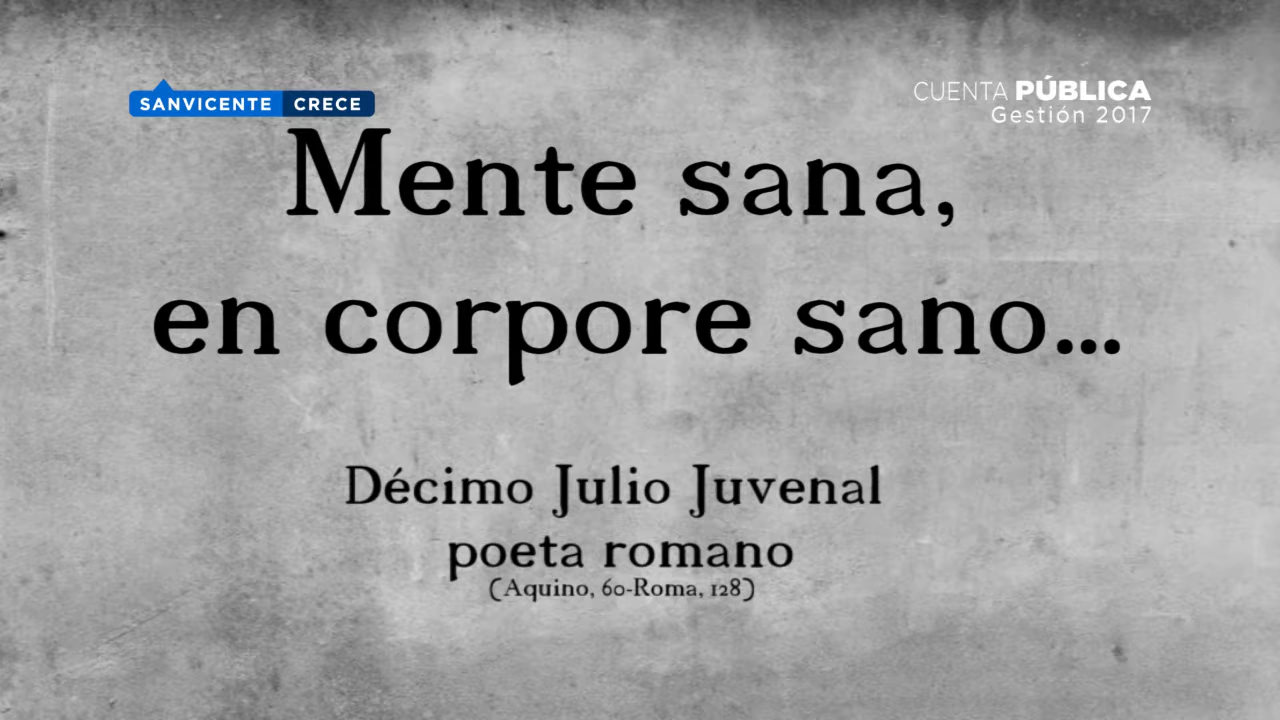 SANVICENTE CRECE
CUENTA PÚBLICA
Gestión 2017
Mente sana,
en corpore sano...
Décimo Julio Juvenal
poeta romano
(Aquino, 60-Roma, 128)